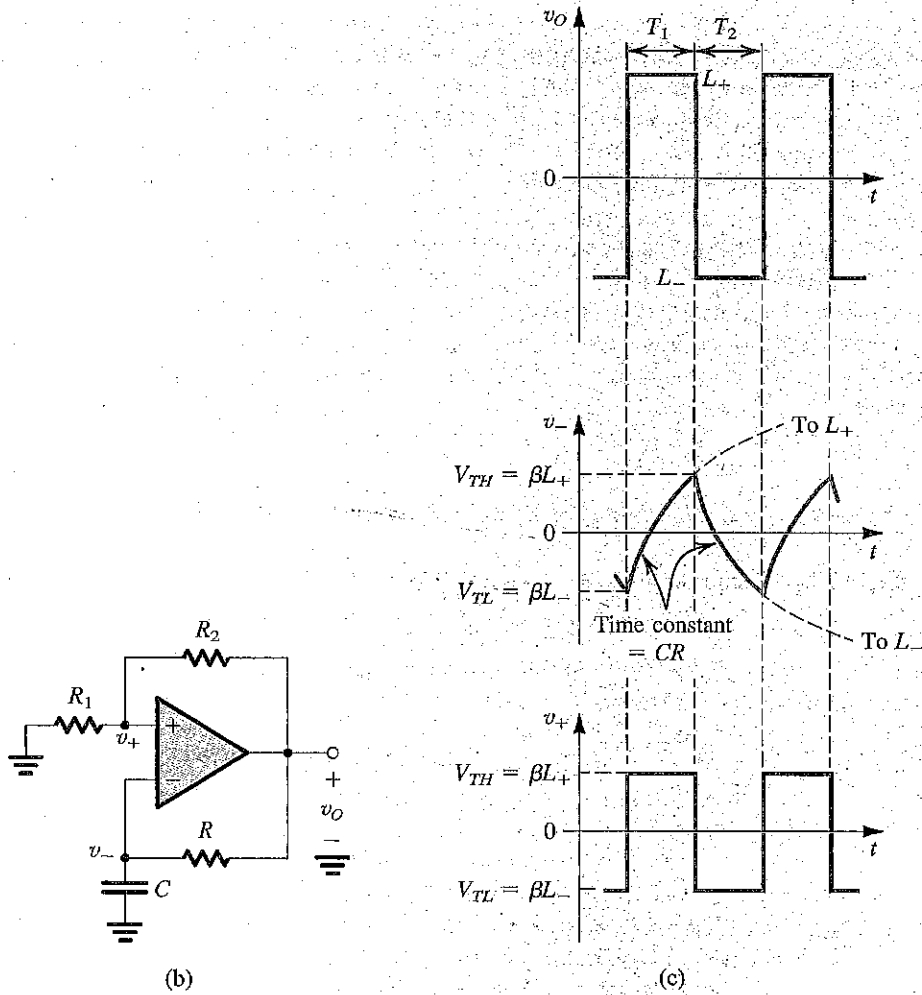 v_O
T_1
T_2
L_+
0
t
L_−
v_−
To L_+
V_TH = βL_+
0
t
V_TL = βL_−
Time constant
= CR
To L_−
R_2
R_1
v_+
+
−
+
v_O
−
R
v_−
C
v_+
V_TH = βL_+
0
t
V_TL = βL_−
(b)
(c)